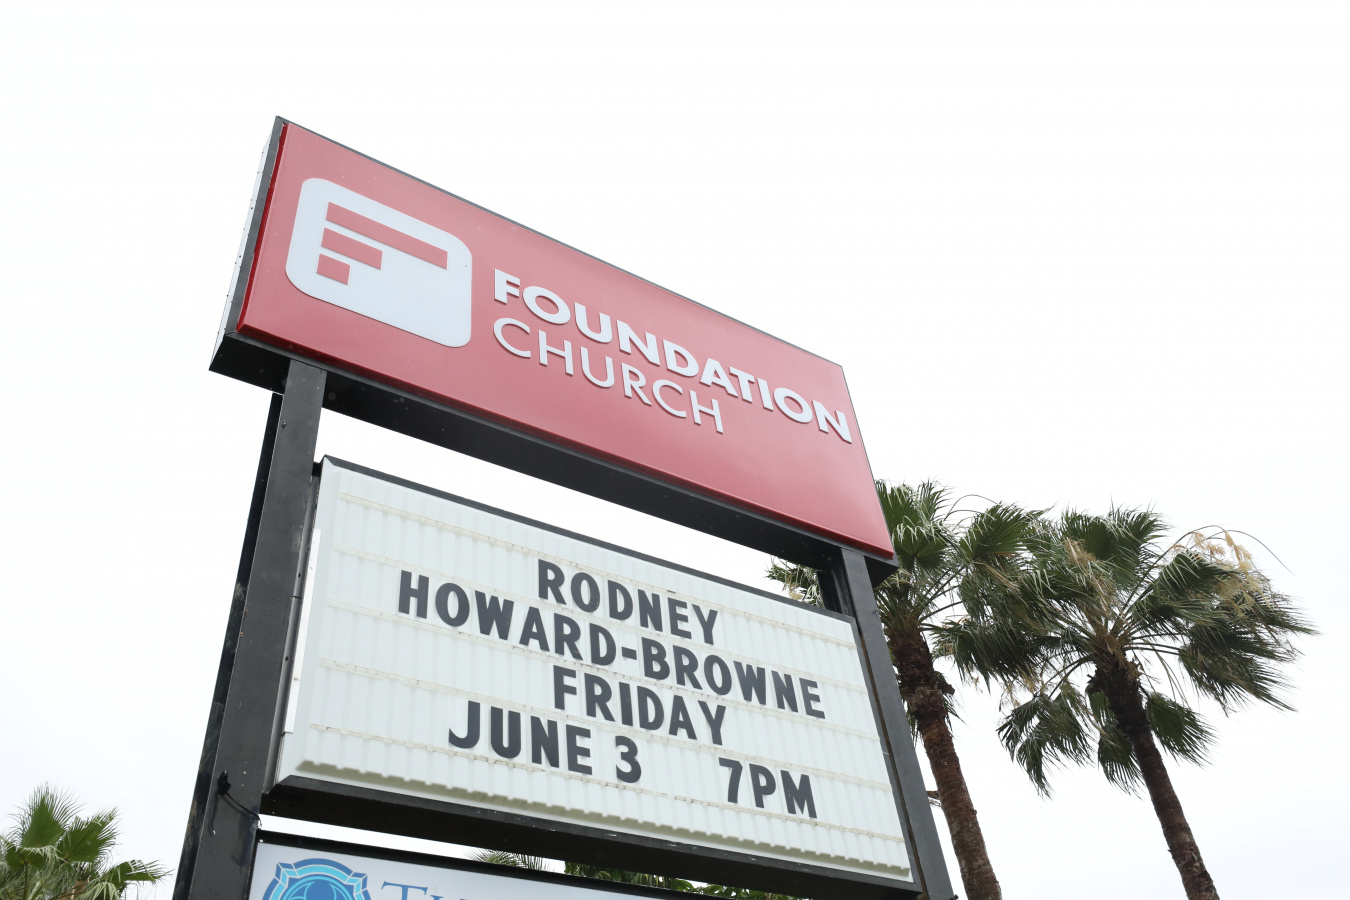 FOUNDATION
CHURCH
RODNEY
HOWARD-BROWNE
FRIDAY
JUNE 3 7PM